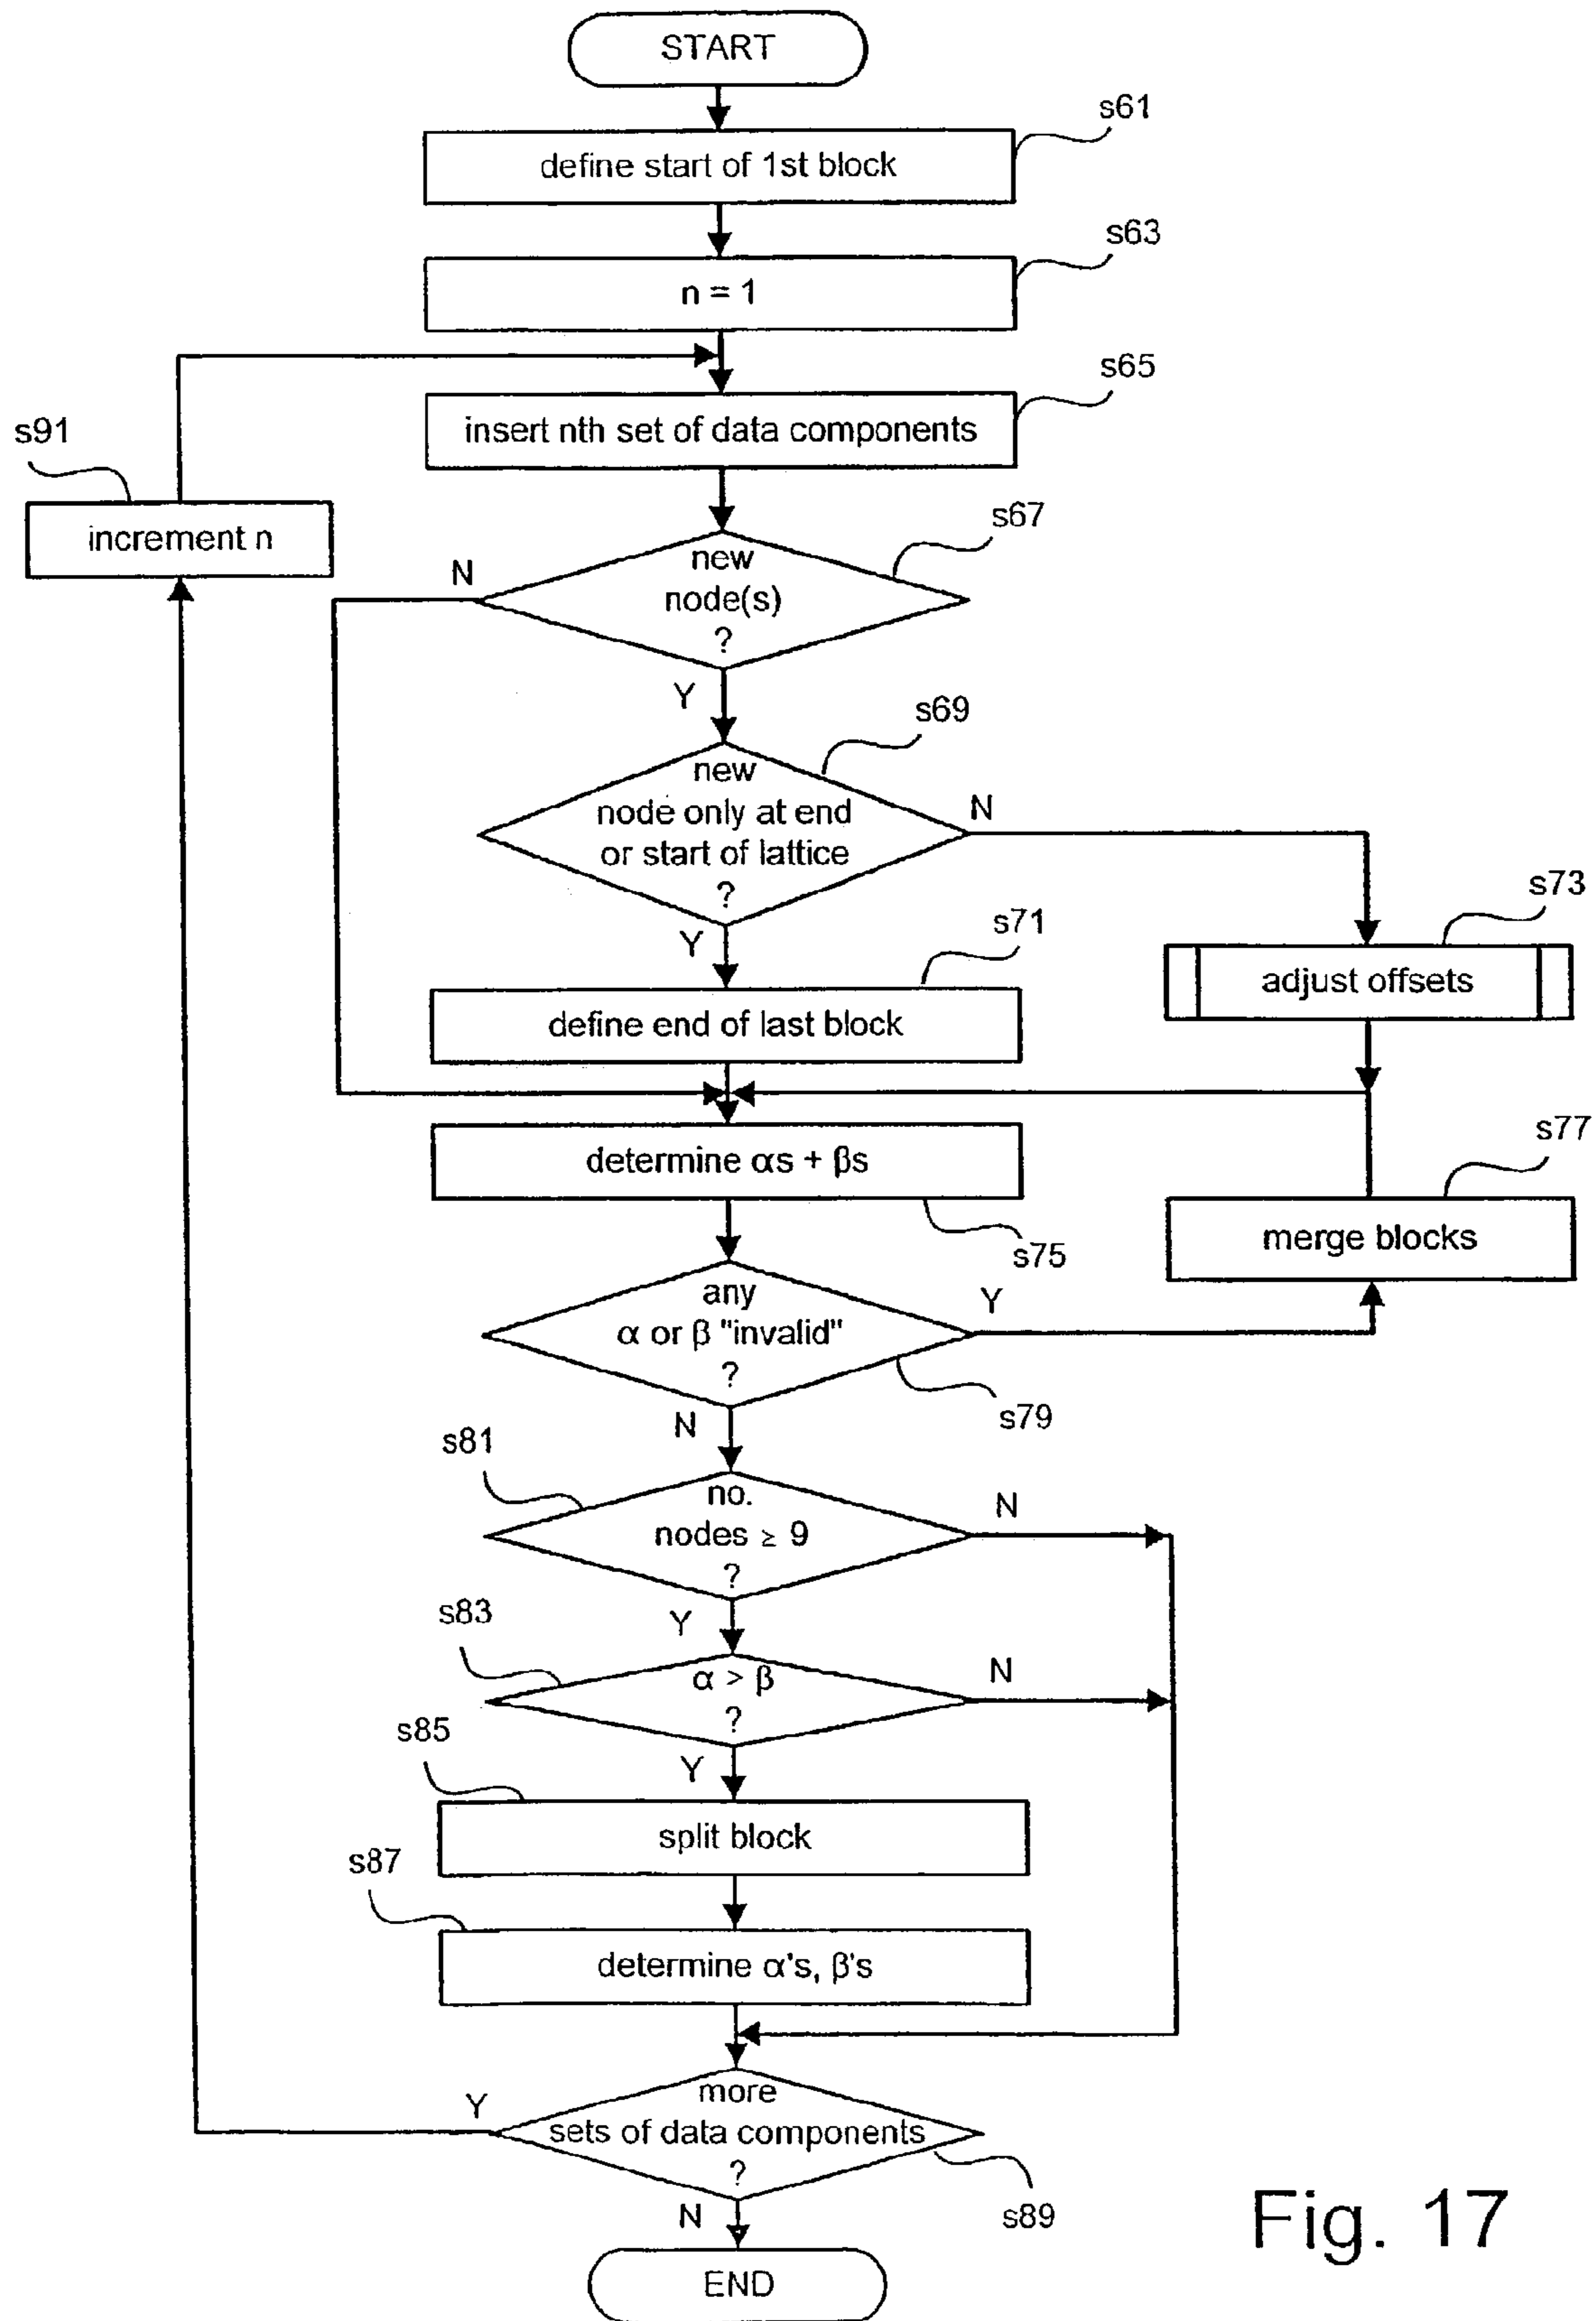 START
s61
define start of 1st block
s63
n = 1
s65
insert nth set of data components
s91
increment n
s67
new
node(s)
?
N
Y
s69
new
node only at end
or start of lattice
?
N
Y
s73
adjust offsets
s71
define end of last block
s77
merge blocks
determine αs + βs
s75
any
α or β "invalid"
?
Y
s79
N
s81
no.
nodes ≥ 9
?
N
Y
s83
α > β
?
N
Y
s85
split block
s87
determine α's, β's
more
sets of data components
?
Y
s89
N
END
Fig. 17